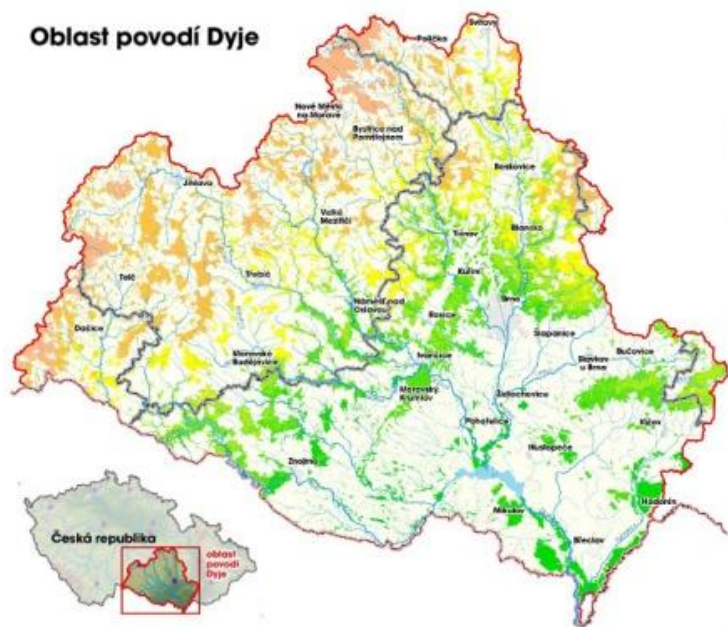 Oblast povodí Dyje
Svitavy
Polička
Nové Město
na Moravě
Bystřice nad
Pernštejnem
Boskovice
Jihlava
Velké
Meziříčí
Tišnov
Blansko
Kuřim
Telč
Třebíč
Náměšť nad
Oslavou
Brno
Rosice
Šlapanice
Dačice
Moravské
Budějovice
Ivančice
Slavkov
u Brna
Bučovice
Moravský
Krumlov
Židlochovice
Pohořelice
Kyjov
Hustopeče
Znojmo
Hodonín
Mikulov
Břeclav
Česká republika
oblast
povodí
Dyje